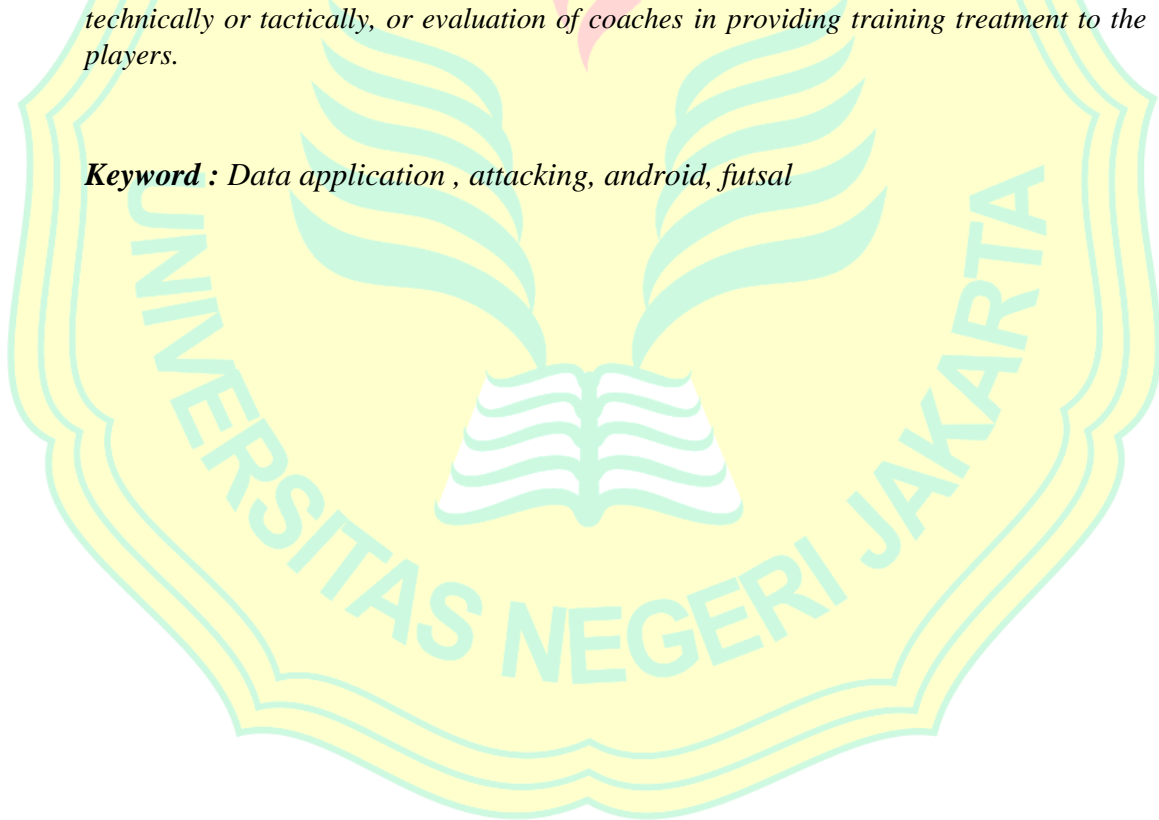 technically or tactically, or evaluation of coaches in providing training treatment to the
players.
Keyword : Data application , attacking, android, futsal
UNIVERSITAS NEGERI JAKARTA